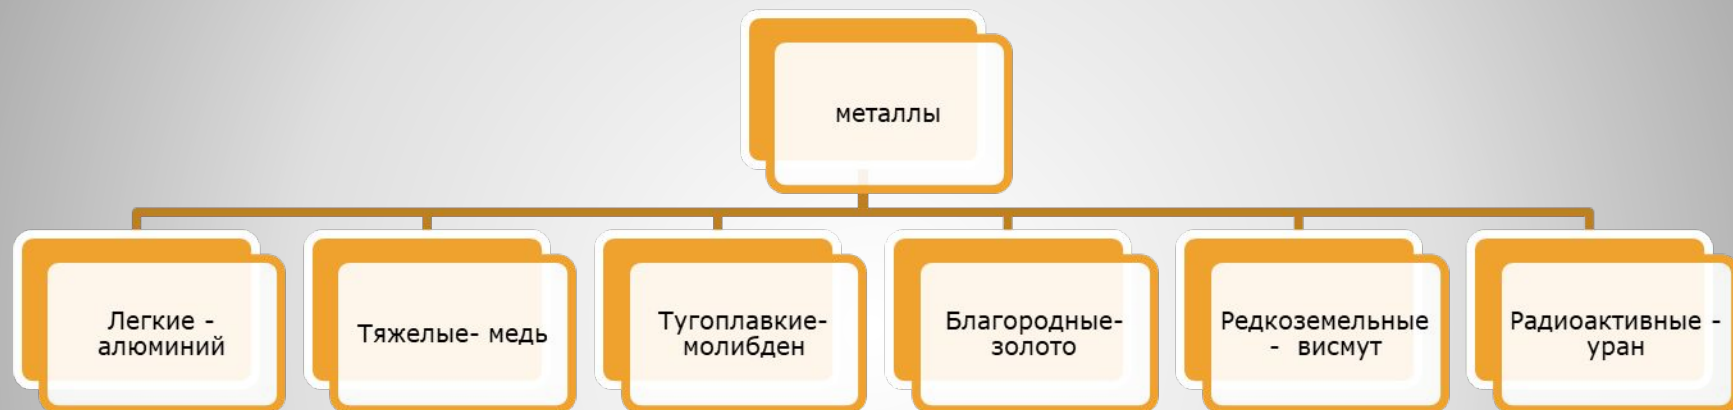 металлы
Легкие -
алюминий
Тяжелые- медь
Тугоплавкие-
молибден
Благородные-
золото
Редкоземельные
- висмут
Радиоактивные -
уран